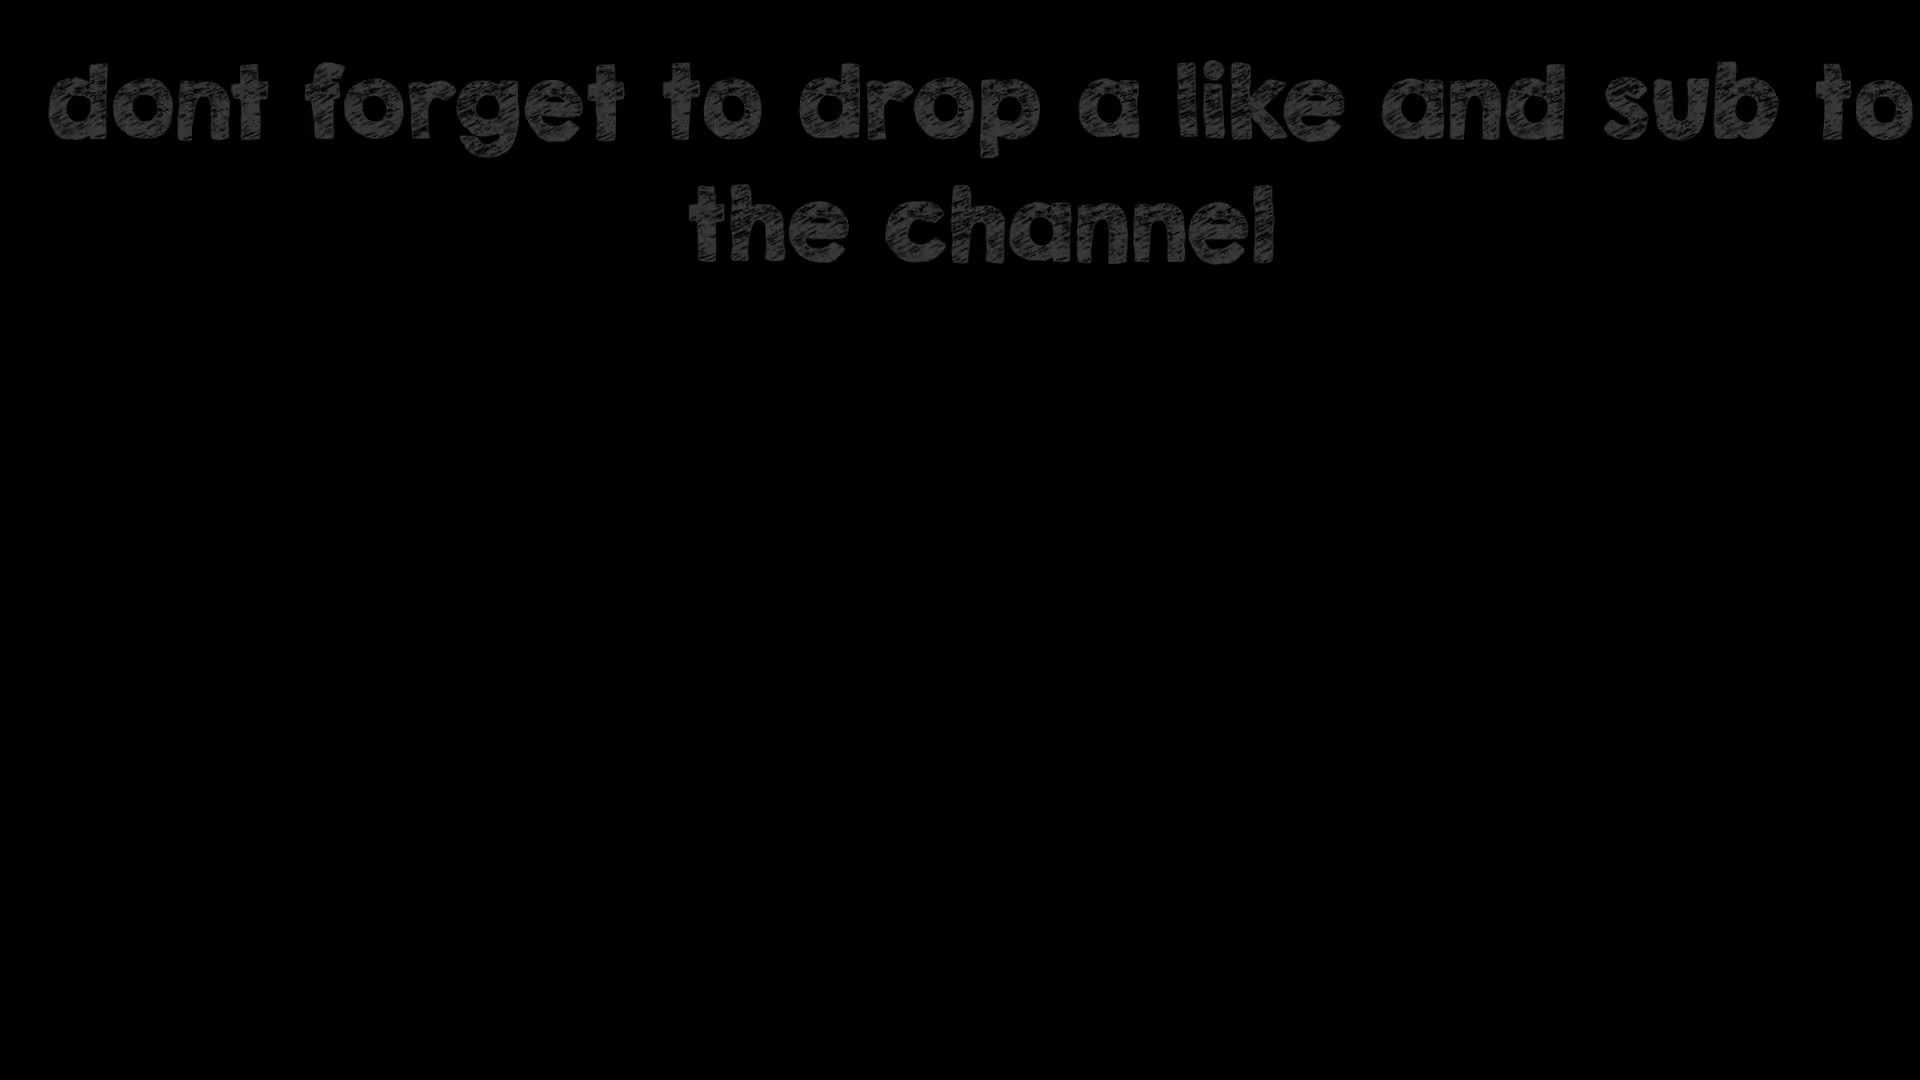 dont forget to drop a like and sub to
the channel